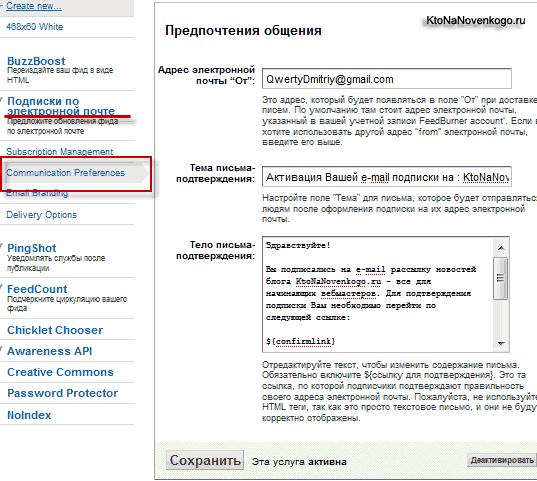 Create new...
468x60 White
BuzzBoost
Переиздайте ваш фид в виде
HTML
Подписки по
электронной почте
Предложите обновления фида
по электронной почте
Subscription Management
Communication Preferences
Email Branding
Delivery Options
PingShot
Уведомлять службы после
публикации
FeedCount
Подчеркните циркуляцию вашего
фида
Chicklet Chooser
Awareness API
Creative Commons
Password Protector
NoIndex
KtoNaNovenkogo.ru
Предпочтения общения
Адрес электронной
почты “От”:
QwertyDmitriy@gmail.com
Это адрес, который будет появляться в поле "От" при доставке
писем. По умолчанию там стоит адрес электронной почты,
указанный в вашей учетной записи FeedBurner account'. Если в
хотите использовать другой адрес “from” электронной почты,
введите его выше.
Тема письма-
подтверждения:
Активация Вашей e-mail подписки на : KtoNaNov
Настройте поле "Тема" для письма, которое будет отправлятьс
людям после оформления подписки на их адрес электронной
почты.
Тело письма-
подтверждения:
Здравствуйте!
Вы подписались на e-mail рассылку новостей
блога KtoNaNovenkogo.ru - все для
начинающих вебмастеров. Для подтверждения
подписки Вам необходимо перейти по
следующей ссылке:
${confirmlink}
Отредактируйте текст, чтобы изменить содержание письма.
Обязательно включите ${ссылку для подтверждения}. Это та
ссылка, по которой подписчики подтверждают правильность
своего адреса электронной почты. Пожалуйста, не используйт
HTML теги, так как это просто текстовое письмо, и они не буду
корректно отображены.
Сохранить Эта услуга активна Деактивировать